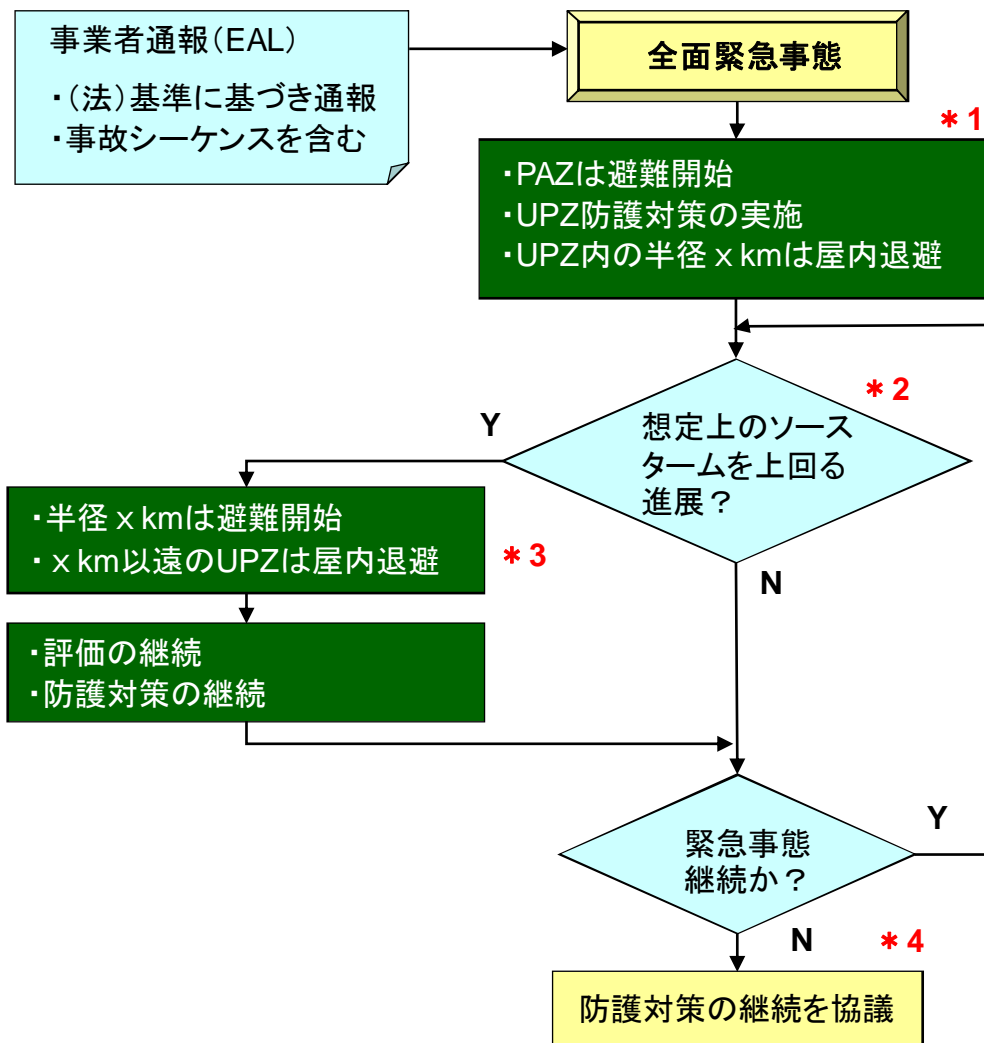 事業者通報(EAL)
・(法)基準に基づき通報
・事故シーケンスを含む
全面緊急事態
＊1
・PAZは避難開始
・UPZ防護対策の実施
・UPZ内の半径ｘkmは屋内退避
＊2
想定上のソース
タームを上回る
進展？
Y
N
・半径ｘkmは避難開始
・ｘkm以遠のUPZは屋内退避
＊3
・評価の継続
・防護対策の継続
緊急事態
継続か？
Y
N
＊4
防護対策の継続を協議